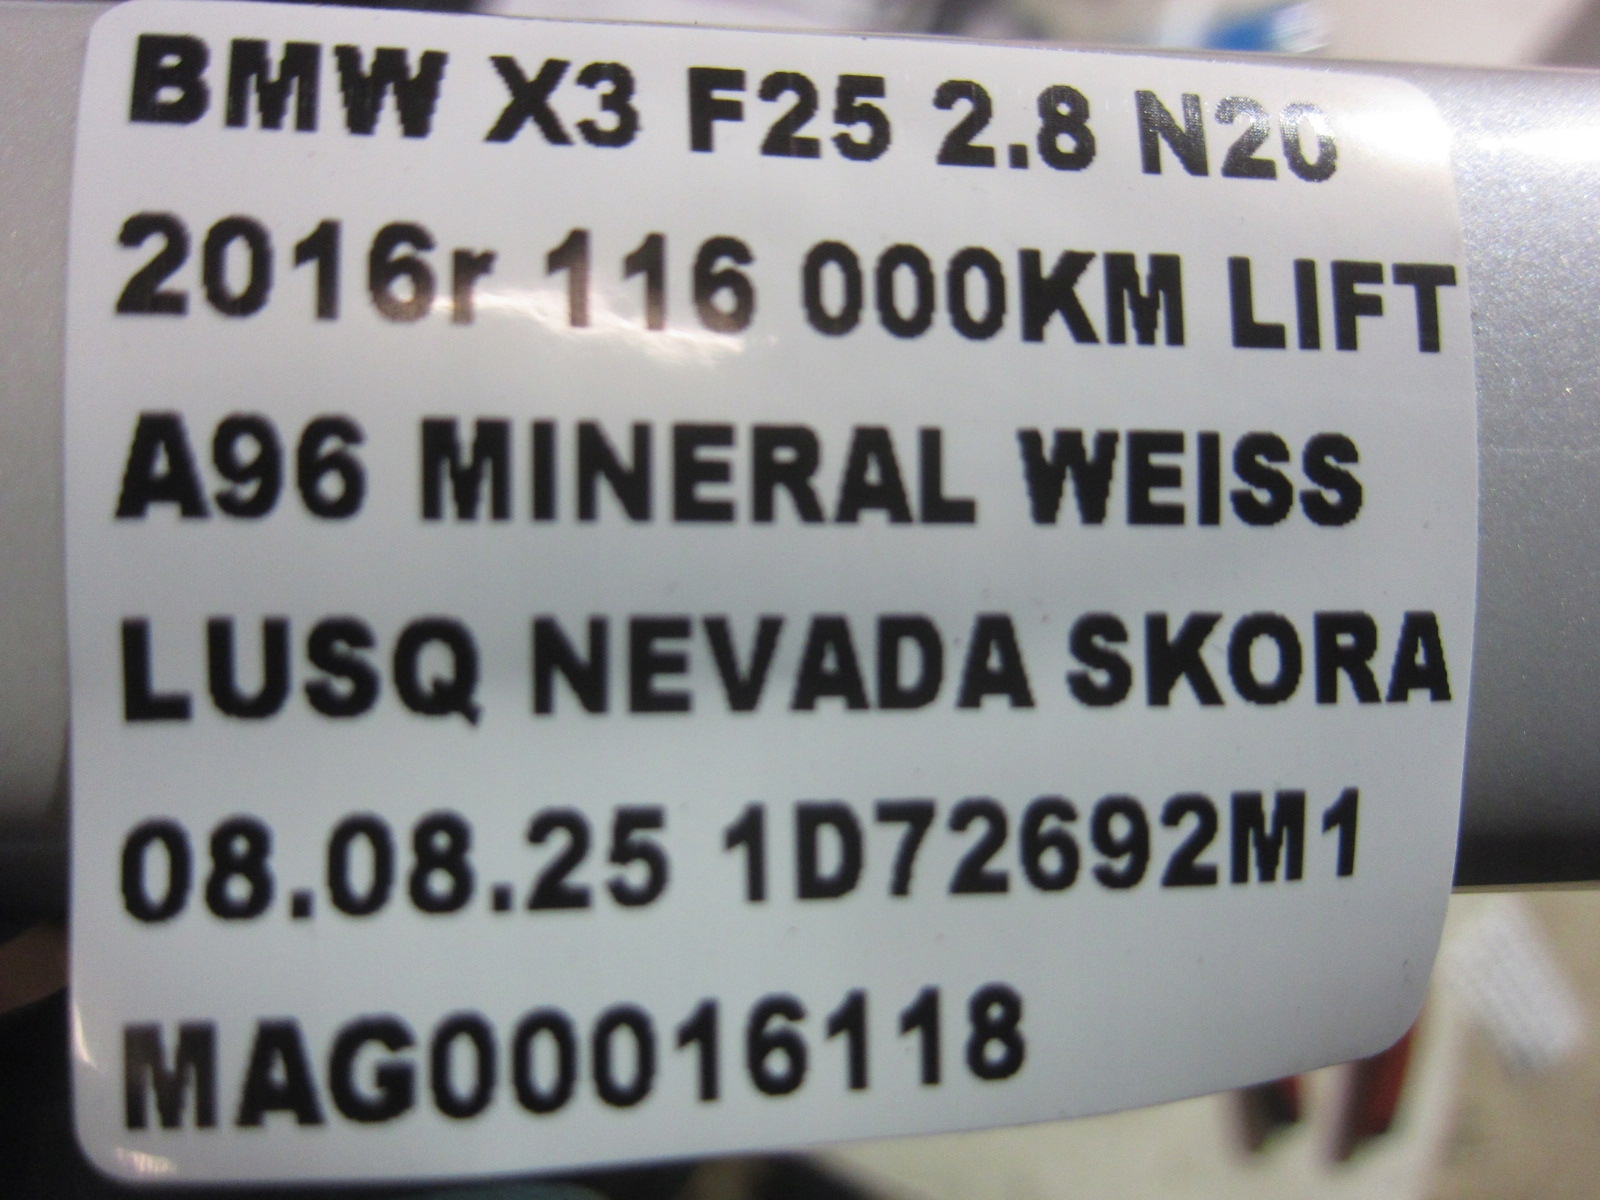 BMW X3 F25 2.8 N20
2016r 116 000KM LIFT
A96 MINERAL WEISS
LUSQ NEVADA SKORA
08.08.25 1D72692M1
MAG00016118